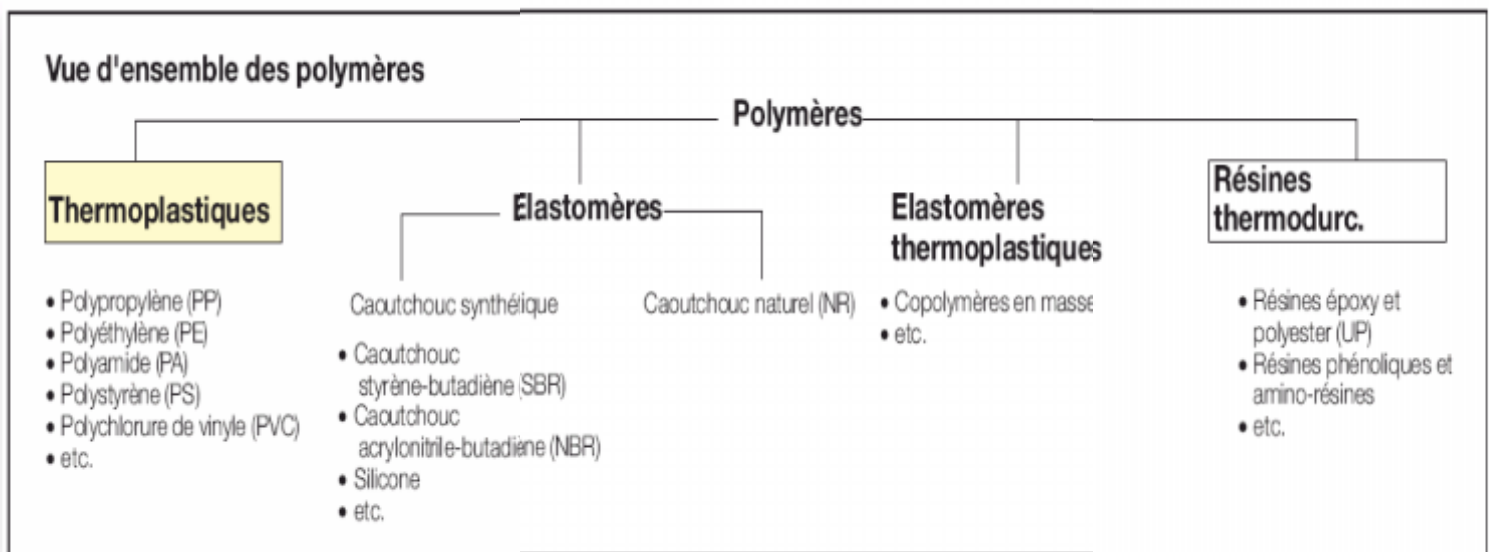 Vue d'ensemble des polymères
Polymères
Thermoplastiques
• Polypropylène (PP)
• Polyéthylène (PE)
• Polyamide (PA)
• Polystyrène (PS)
• Polychlorure de vinyle (PVC)
• etc.
Elastomères
Caoutchouc synthélique
• Caoutchouc
styrène-butadiène (SBR)
• Caoutchouc
acrylonitrile-butadiène (NBR)
• Silicone
• etc.
Caoutchouc naturel (NR)
Elastomères
thermoplastiques
• Copolymères en masse
• etc.
Résines
thermodurc.
• Résines époxy et
polyester (UP)
• Résines phénoliques et
amino-résines
• etc.